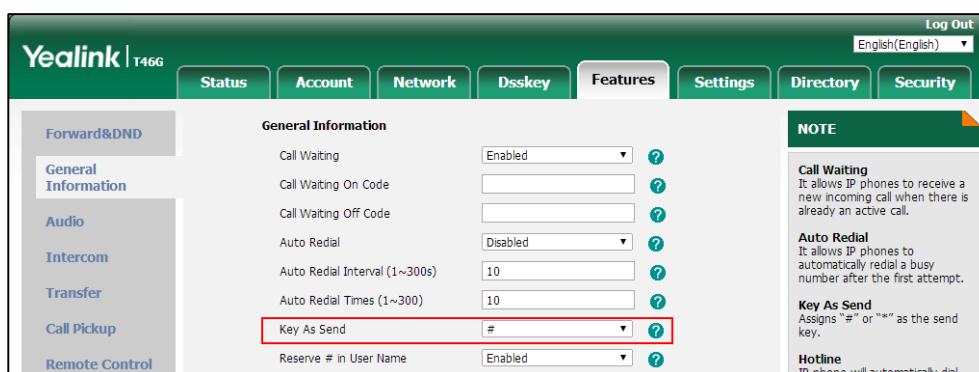 Log Out
English(English)
Yealink | T46G
Status Account Network Dsskey Features Settings Directory Security
Forward&DND
General
Information
Audio
Intercom
Transfer
Call Pickup
Remote Control
General Information
Call Waiting Enabled
Call Waiting On Code
Call Waiting Off Code
Auto Redial Disabled
Auto Redial Interval (1~300s) 10
Auto Redial Times (1~300) 10
Key As Send #
Reserve # in User Name Enabled
NOTE
Call Waiting
It allows IP phones to receive a
new incoming call when there is
already an active call.
Auto Redial
It allows IP phones to
automatically redial a busy
number after the first attempt.
Key As Send
Assigns "#" or "*" as the send
key.
Hotline
IP phone will automatically dial